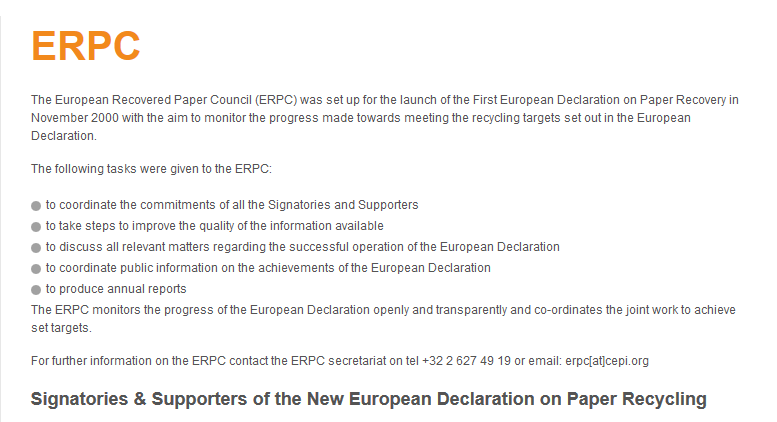 ERPC
The European Recovered Paper Council (ERPC) was set up for the launch of the First European Declaration on Paper Recovery in
November 2000 with the aim to monitor the progress made towards meeting the recycling targets set out in the European
Declaration.
The following tasks were given to the ERPC:
to coordinate the commitments of all the Signatories and Supporters
to take steps to improve the quality of the information available
to discuss all relevant matters regarding the successful operation of the European Declaration
to coordinate public information on the achievements of the European Declaration
to produce annual reports
The ERPC monitors the progress of the European Declaration openly and transparently and co-ordinates the joint work to achieve
set targets.
For further information on the ERPC contact the ERPC secretariat on tel +32 2 627 49 19 or email: erpc[at]cepi.org
Signatories & Supporters of the New European Declaration on Paper Recycling